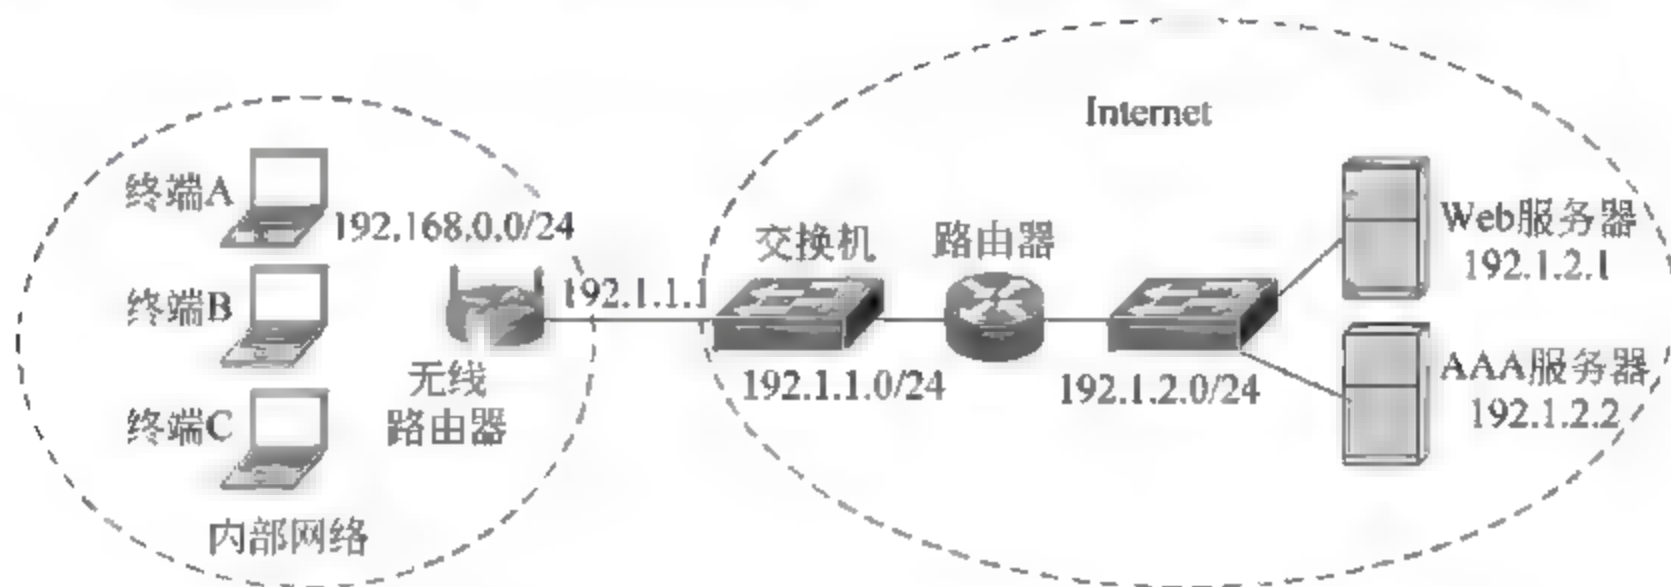 Internet
终端A
192.168.0.0/24
终端B
终端C
无线
路由器
内部网络
192.1.1.1
交换机
192.1.1.0/24
路由器
192.1.2.0/24
Web服务器
192.1.2.1
AAA服务器
192.1.2.2